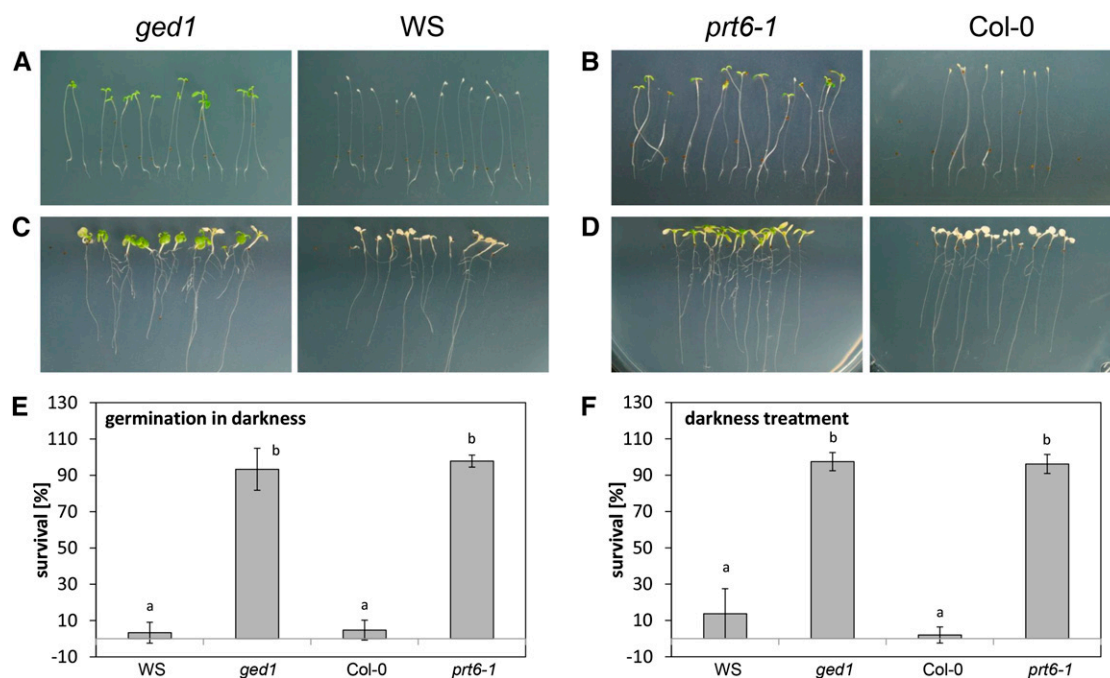 ged1 WS prt6-1 Col-0
A B
C D
E F
130
110
90
70
50
30
10
-10
survival [%]
germination in darkness
a b a b
WS ged1 Col-0 prt6-1
130
110
90
70
50
30
10
-10
survival [%]
darkness treatment
a b a b
WS ged1 Col-0 prt6-1